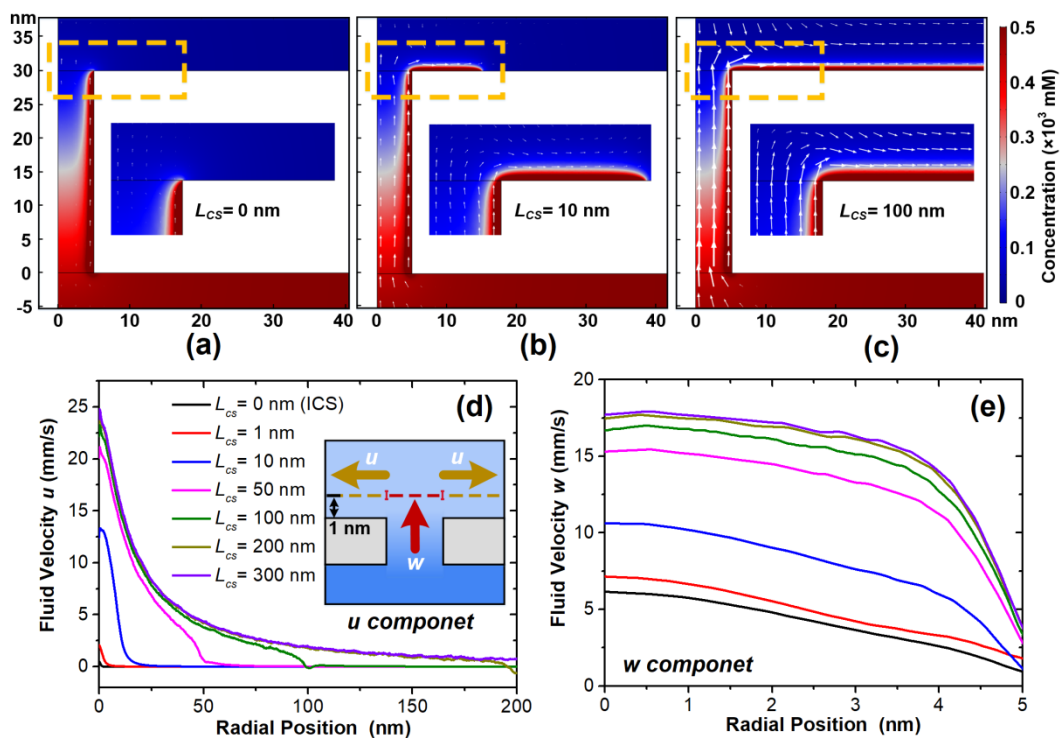 nm
35
30
25
20
15
10
5
0
-5
L_CS= 0 nm
L_CS= 10 nm
L_CS= 100 nm
0 10 20 30 40
0 10 20 30 40
0 10 20 30 40 nm
(a)
(b)
(c)
0.5
0.4
0.3
0.2
0.1
0
Concentration (×10³ mM)
(d)
25
20
15
10
5
0
Fluid Velocity u (mm/s)
L_cs= 0 nm (ICS)
L_cs= 1 nm
L_cs= 10 nm
L_cs= 50 nm
L_cs= 100 nm
L_cs= 200 nm
L_cs= 300 nm
u u
1 nm
w
u componet
0 50 100 150 200
Radial Position (nm)
(e)
20
15
10
5
0
Fluid Velocity w (mm/s)
w componet
0 1 2 3 4 5
Radial Position (nm)